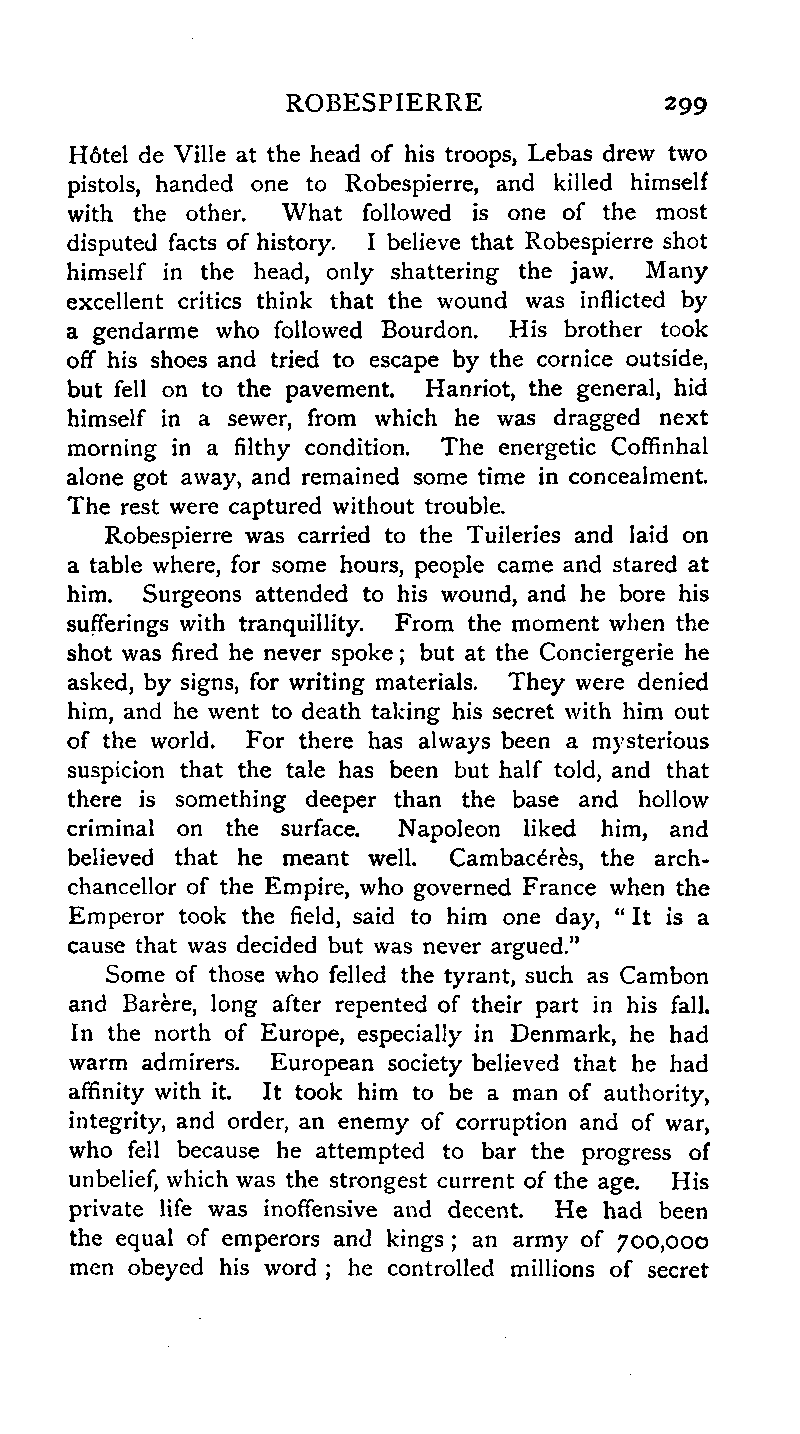 ROBESPIERRE 299
Hôtel de Ville at the head of his troops, Lebas drew two
pistols, handed one to Robespierre, and killed himself
with the other. What followed is one of the most
disputed facts of history. I believe that Robespierre shot
himself in the head, only shattering the jaw. Many
excellent critics think that the wound was inflicted by
a gendarme who followed Bourdon. His brother took
off his shoes and tried to escape by the cornice outside,
but fell on to the pavement. Hanriot, the general, hid
himself in a sewer, from which he was dragged next
morning in a filthy condition. The energetic Coffinhal
alone got away, and remained some time in concealment.
The rest were captured without trouble.
Robespierre was carried to the Tuileries and laid on
a table where, for some hours, people came and stared at
him. Surgeons attended to his wound, and he bore his
sufferings with tranquillity. From the moment when the
shot was fired he never spoke ; but at the Conciergerie he
asked, by signs, for writing materials. They were denied
him, and he went to death taking his secret with him out
of the world. For there has always been a mysterious
suspicion that the tale has been but half told, and that
there is something deeper than the base and hollow
criminal on the surface. Napoleon liked him, and
believed that he meant well. Cambacérès, the arch-
chancellor of the Empire, who governed France when the
Emperor took the field, said to him one day, “ It is a
cause that was decided but was never argued.”
Some of those who felled the tyrant, such as Cambon
and Barère, long after repented of their part in his fall.
In the north of Europe, especially in Denmark, he had
warm admirers. European society believed that he had
affinity with it. It took him to be a man of authority,
integrity, and order, an enemy of corruption and of war,
who fell because he attempted to bar the progress of
unbelief, which was the strongest current of the age. His
private life was inoffensive and decent. He had been
the equal of emperors and kings ; an army of 700,000
men obeyed his word ; he controlled millions of secret